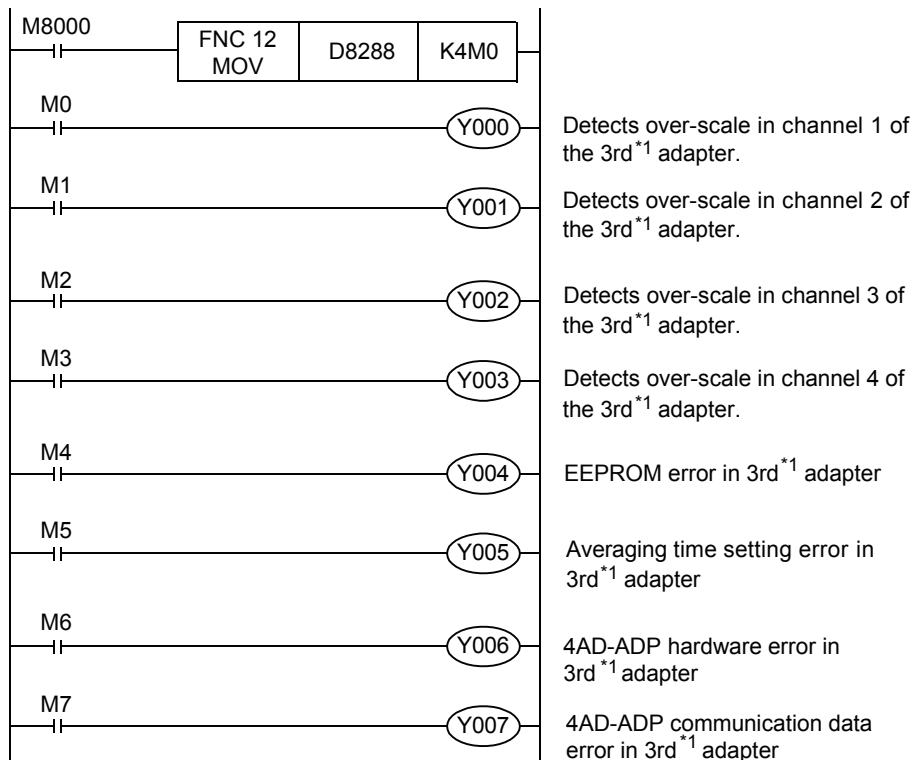 M8000
FNC 12
MOV
D8288
K4M0
M0
Y000
Detects over-scale in channel 1 of
the 3rd*1 adapter.
M1
Y001
Detects over-scale in channel 2 of
the 3rd*1 adapter.
M2
Y002
Detects over-scale in channel 3 of
the 3rd*1 adapter.
M3
Y003
Detects over-scale in channel 4 of
the 3rd*1 adapter.
M4
Y004
EEPROM error in 3rd*1 adapter
M5
Y005
Averaging time setting error in
3rd*1 adapter
M6
Y006
4AD-ADP hardware error in
3rd*1 adapter
M7
Y007
4AD-ADP communication data
error in 3rd*1 adapter